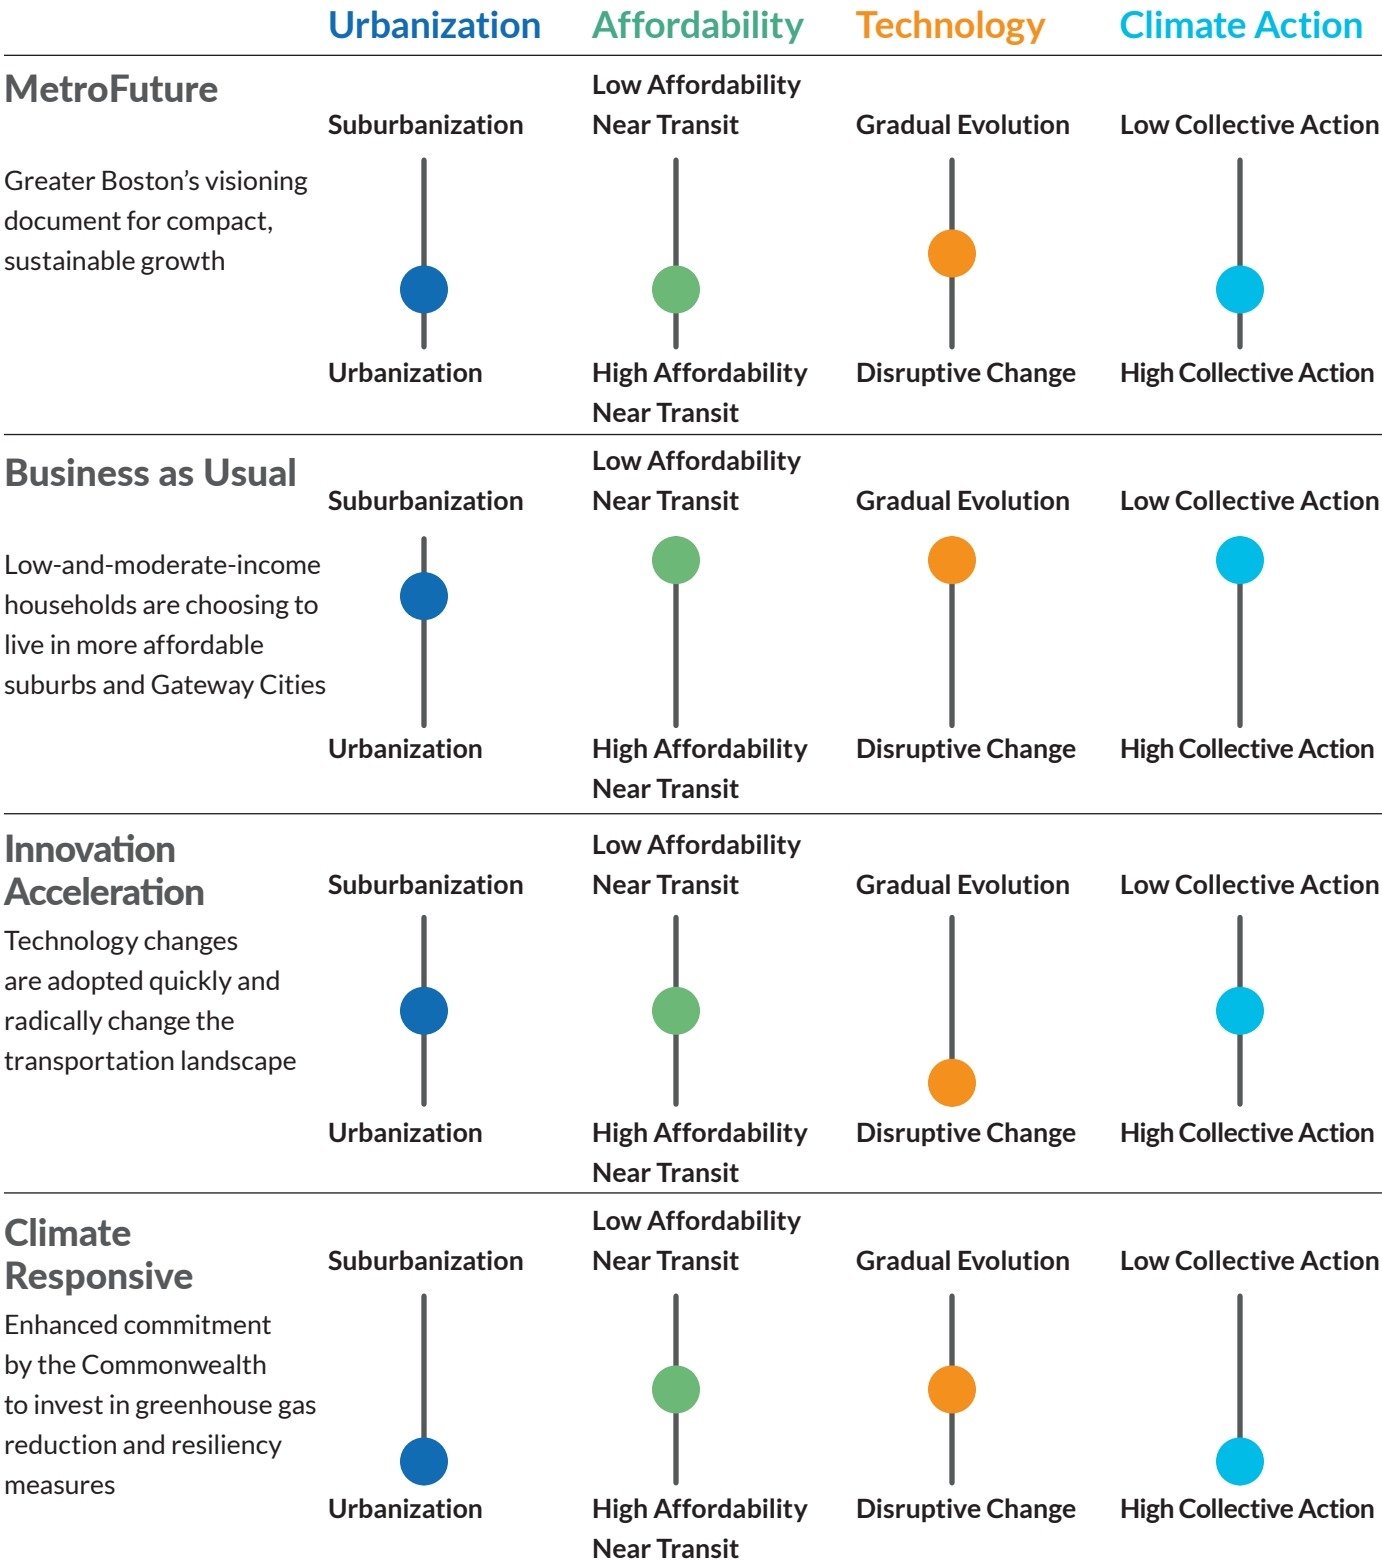 Urbanization Affordability Technology Climate Action
MetroFuture
Low Affordability
Suburbanization Near Transit Gradual Evolution Low Collective Action
Greater Boston’s visioning
document for compact,
sustainable growth
Urbanization High Affordability Disruptive Change High Collective Action
Near Transit
Business as Usual
Low Affordability
Suburbanization Near Transit Gradual Evolution Low Collective Action
Low-and-moderate-income
households are choosing to
live in more affordable
suburbs and Gateway Cities
Urbanization High Affordability Disruptive Change High Collective Action
Near Transit
Innovation
Acceleration
Low Affordability
Suburbanization Near Transit Gradual Evolution Low Collective Action
Technology changes
are adopted quickly and
radically change the
transportation landscape
Urbanization High Affordability Disruptive Change High Collective Action
Near Transit
Climate
Responsive
Low Affordability
Suburbanization Near Transit Gradual Evolution Low Collective Action
Enhanced commitment
by the Commonwealth
to invest in greenhouse gas
reduction and resiliency
measures
Urbanization High Affordability Disruptive Change High Collective Action
Near Transit